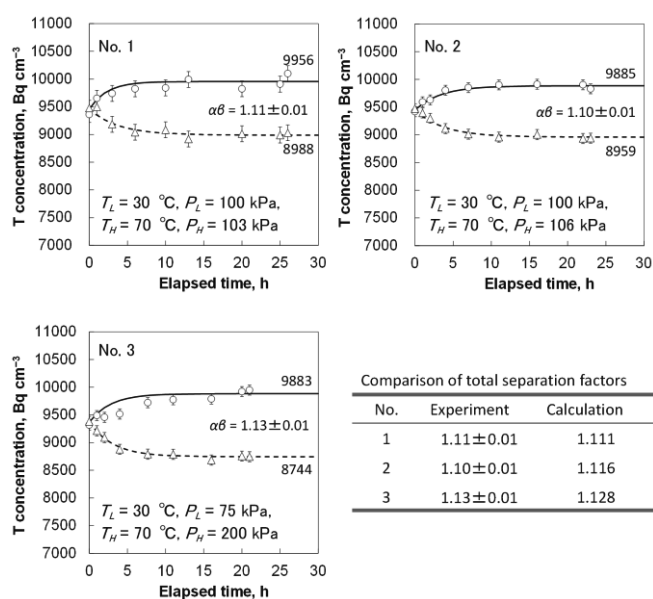 No. 1
11000
10500
10000
9500
9000
8500
8000
7500
7000
T concentration, Bq cm⁻³
9956
αβ = 1.11±0.01
8988
T_L = 30 °C, P_L = 100 kPa,
T_H = 70 °C, P_H = 103 kPa
0 5 10 15 20 25 30
Elapsed time, h
No. 2
11000
10500
10000
9500
9000
8500
8000
7500
7000
T concentration, Bq cm⁻³
9885
αβ = 1.10±0.01
8959
T_L = 30 °C, P_L = 100 kPa,
T_H = 70 °C, P_H = 106 kPa
0 5 10 15 20 25 30
Elapsed time, h
No. 3
11000
10500
10000
9500
9000
8500
8000
7500
7000
T concentration, Bq cm⁻³
9883
αβ = 1.13±0.01
8744
T_L = 30 °C, P_L = 75 kPa,
T_H = 70 °C, P_H = 200 kPa
0 5 10 15 20 25 30
Elapsed time, h
Comparison of total separation factors
No. Experiment Calculation
1 1.11±0.01 1.111
2 1.10±0.01 1.116
3 1.13±0.01 1.128